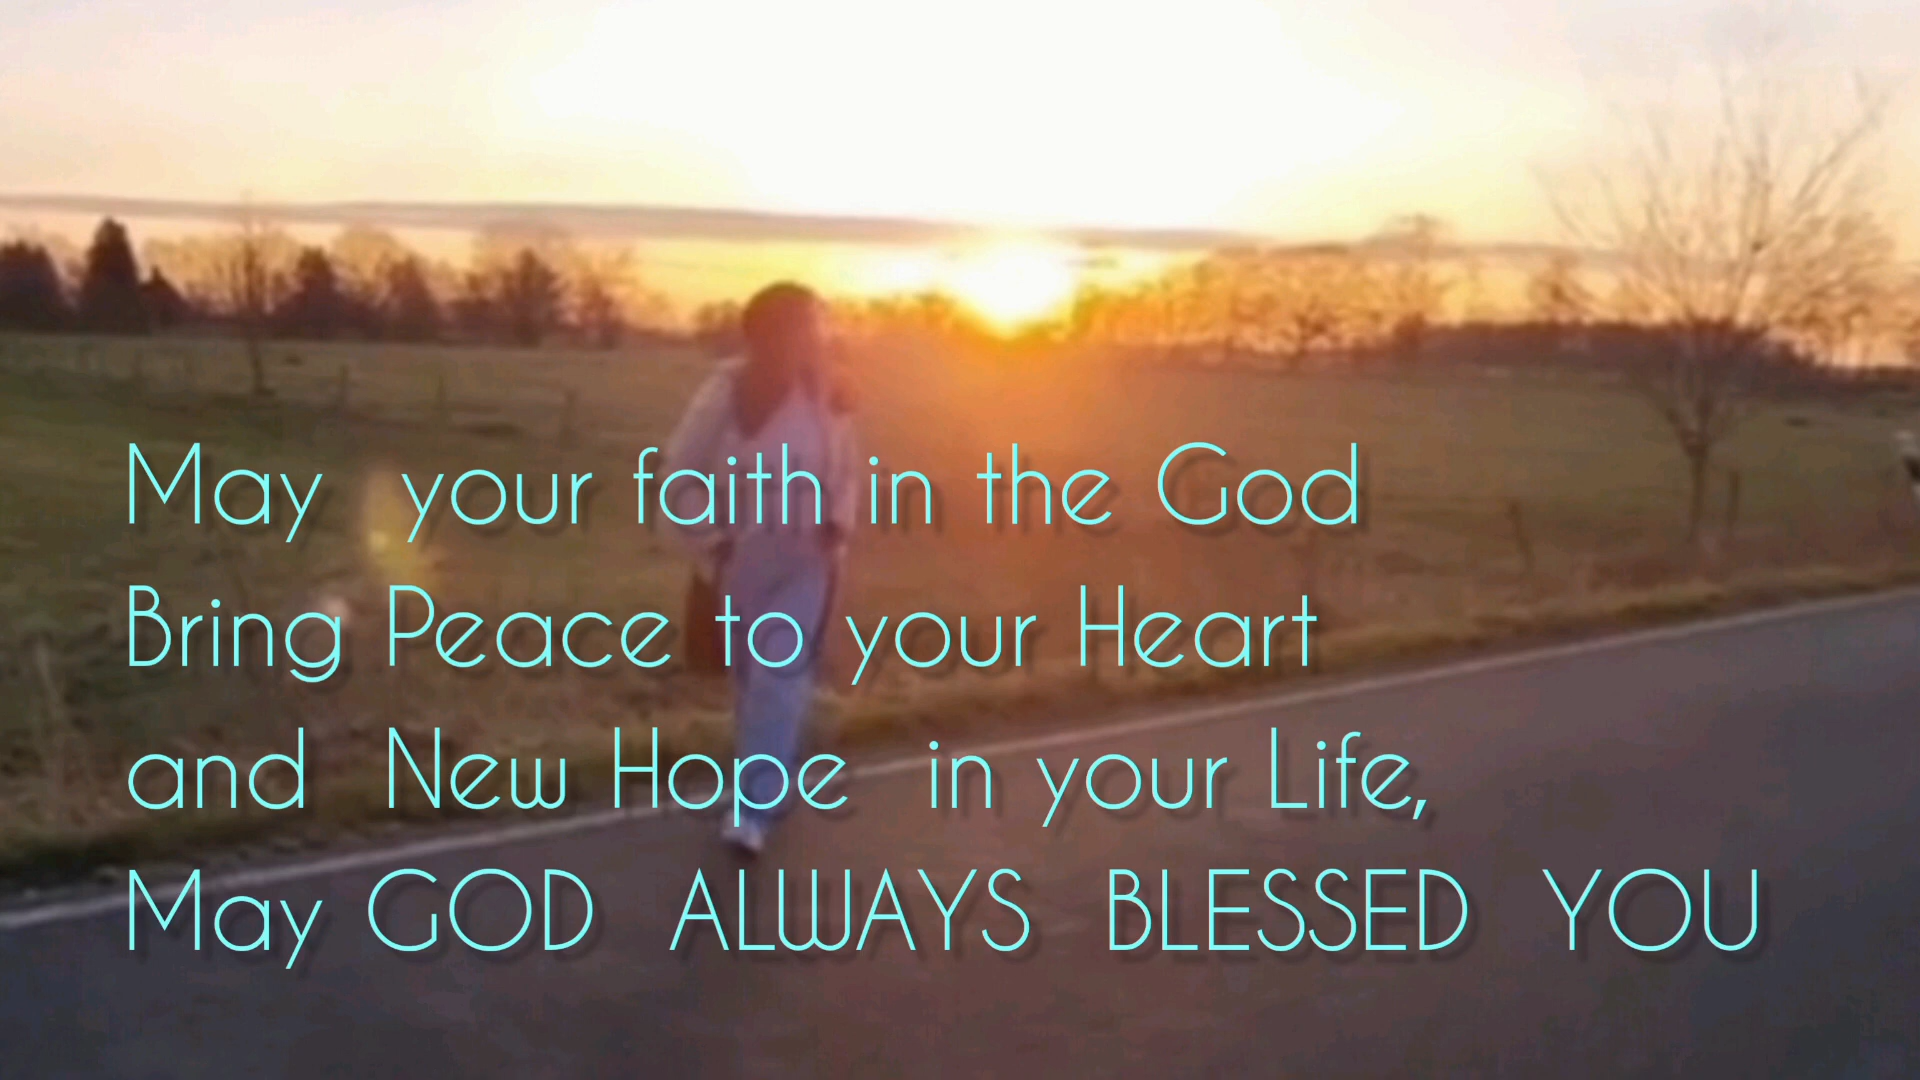 May your faith in the God
Bring Peace to your Heart
and New Hope in your Life,
May GOD ALWAYS BLESSED YOU